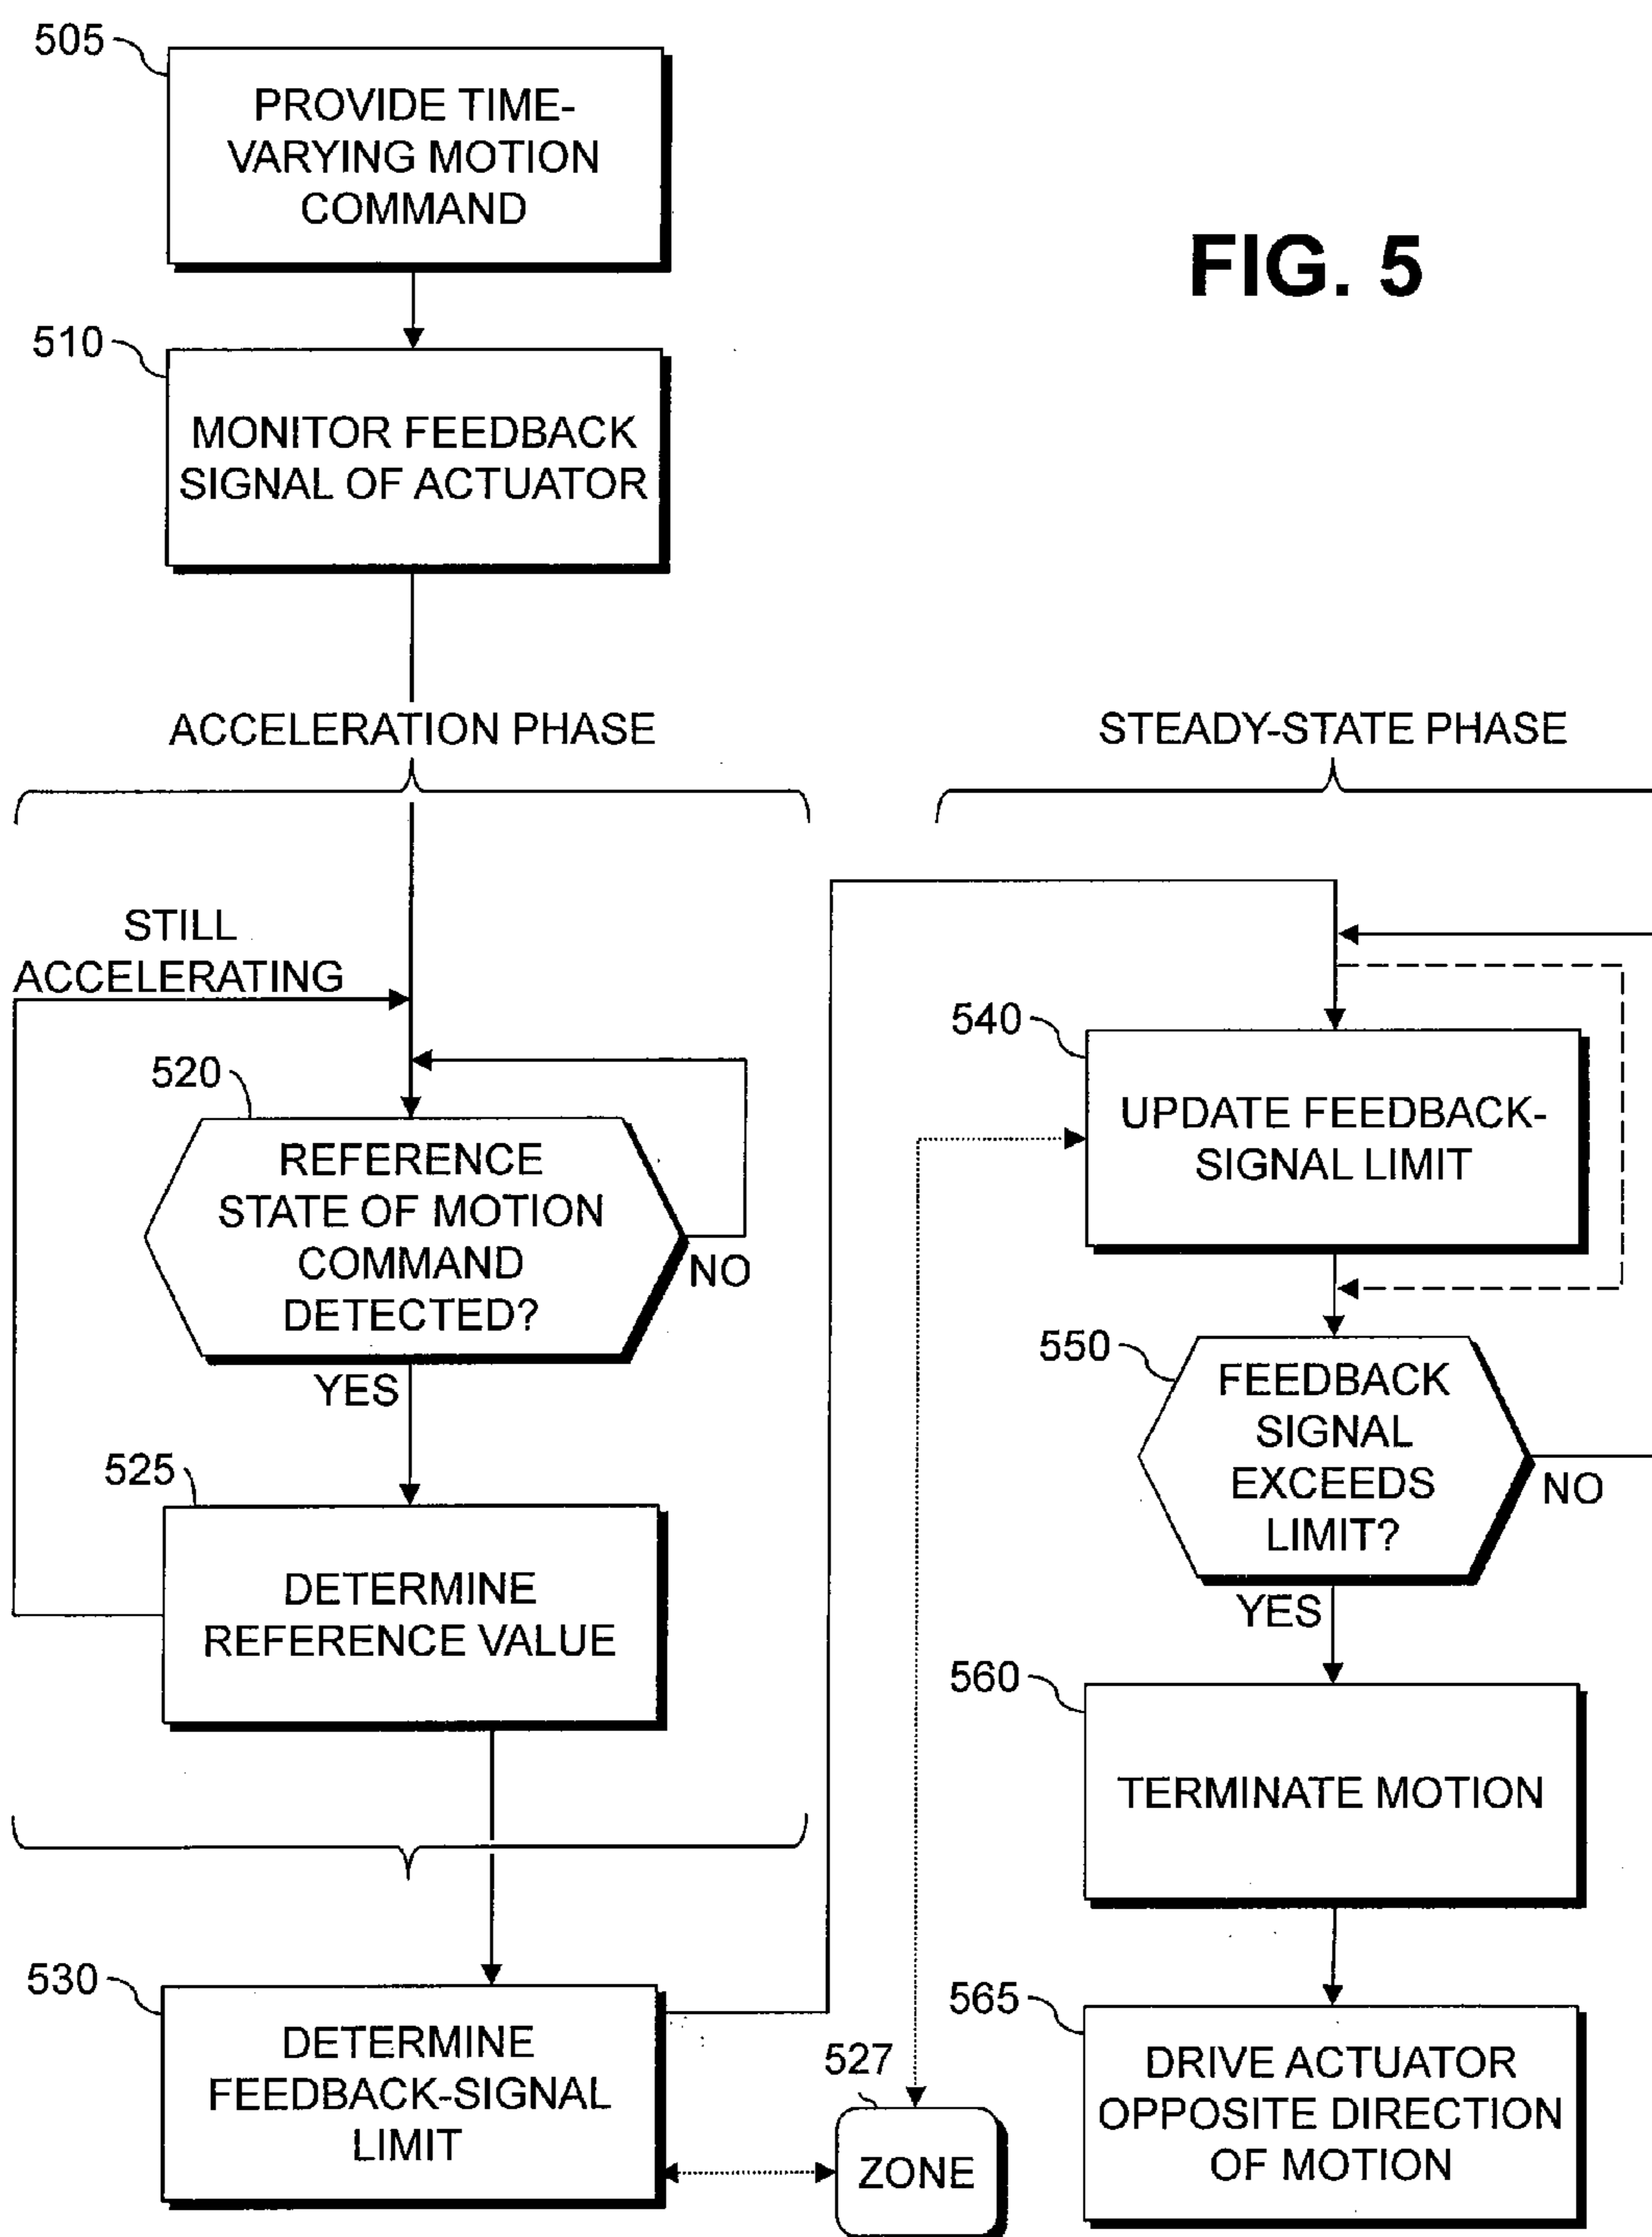 505
PROVIDE TIME-
VARYING MOTION
COMMAND
FIG. 5
510
MONITOR FEEDBACK
SIGNAL OF ACTUATOR
ACCELERATION PHASE
STILL
ACCELERATING
520
REFERENCE
STATE OF MOTION
COMMAND
DETECTED?
NO
YES
525
DETERMINE
REFERENCE VALUE
530
DETERMINE
FEEDBACK-SIGNAL
LIMIT
527
ZONE
STEADY-STATE PHASE
540
UPDATE FEEDBACK-
SIGNAL LIMIT
550
FEEDBACK
SIGNAL
EXCEEDS
LIMIT?
NO
YES
560
TERMINATE MOTION
565
DRIVE ACTUATOR
OPPOSITE DIRECTION
OF MOTION